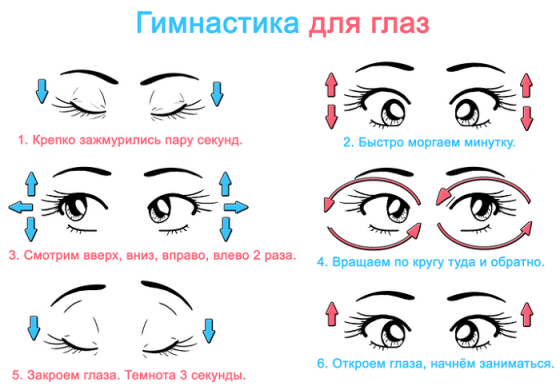 Гимнастика для глаз
1. Крепко зажмурились пару секунд.
2. Быстро моргаем минутку.
3. Смотрим вверх, вниз, вправо, влево 2 раза.
4. Вращаем по кругу туда и обратно.
5. Закроем глаза. Темнота 3 секунды.
6. Откроем глаза, начнём заниматься.